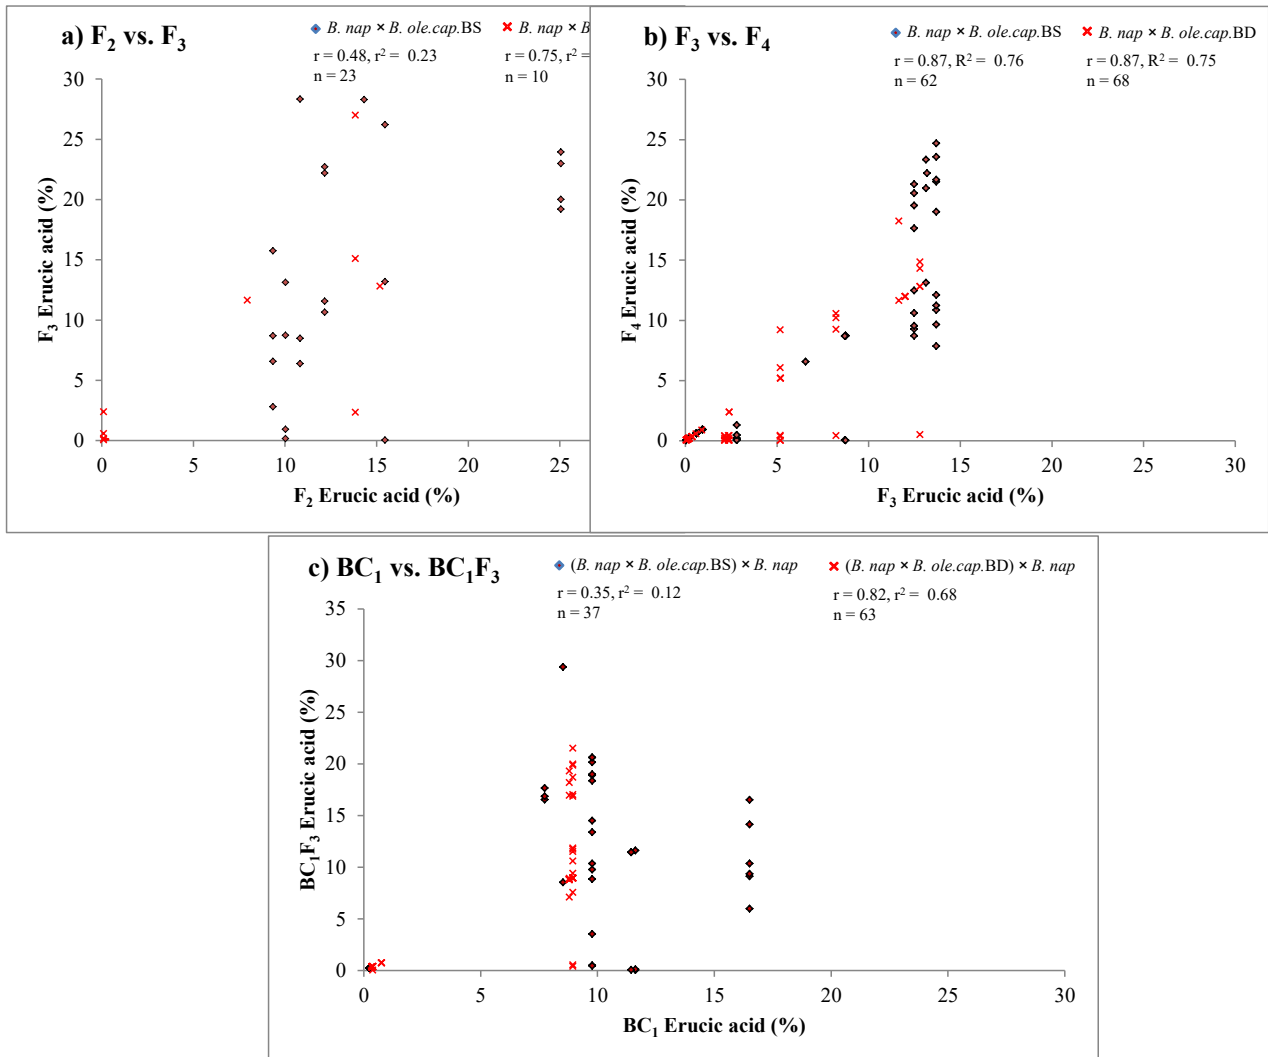 a) F₂ vs. F₃
B. nap × B. ole.cap.BS
B. nap × B
r = 0.48, r² = 0.23
n = 23
r = 0.75, r² =
n = 10
30
25
20
15
10
5
0
F₃ Erucic acid (%)
0 5 10 15 20 25
F₂ Erucic acid (%)
b) F₃ vs. F₄
B. nap × B. ole.cap.BS
B. nap × B. ole.cap.BD
r = 0.87, R² = 0.76
n = 62
r = 0.87, R² = 0.75
n = 68
30
25
20
15
10
5
0
F₄ Erucic acid (%)
0 5 10 15 20 25 30
F₃ Erucic acid (%)
c) BC₁ vs. BC₁F₃
(B. nap × B. ole.cap.BS) × B. nap
(B. nap × B. ole.cap.BD) × B. nap
r = 0.35, r² = 0.12
n = 37
r = 0.82, r² = 0.68
n = 63
35
30
25
20
15
10
5
0
BC₁F₃ Erucic acid (%)
0 5 10 15 20 25 30
BC₁ Erucic acid (%)